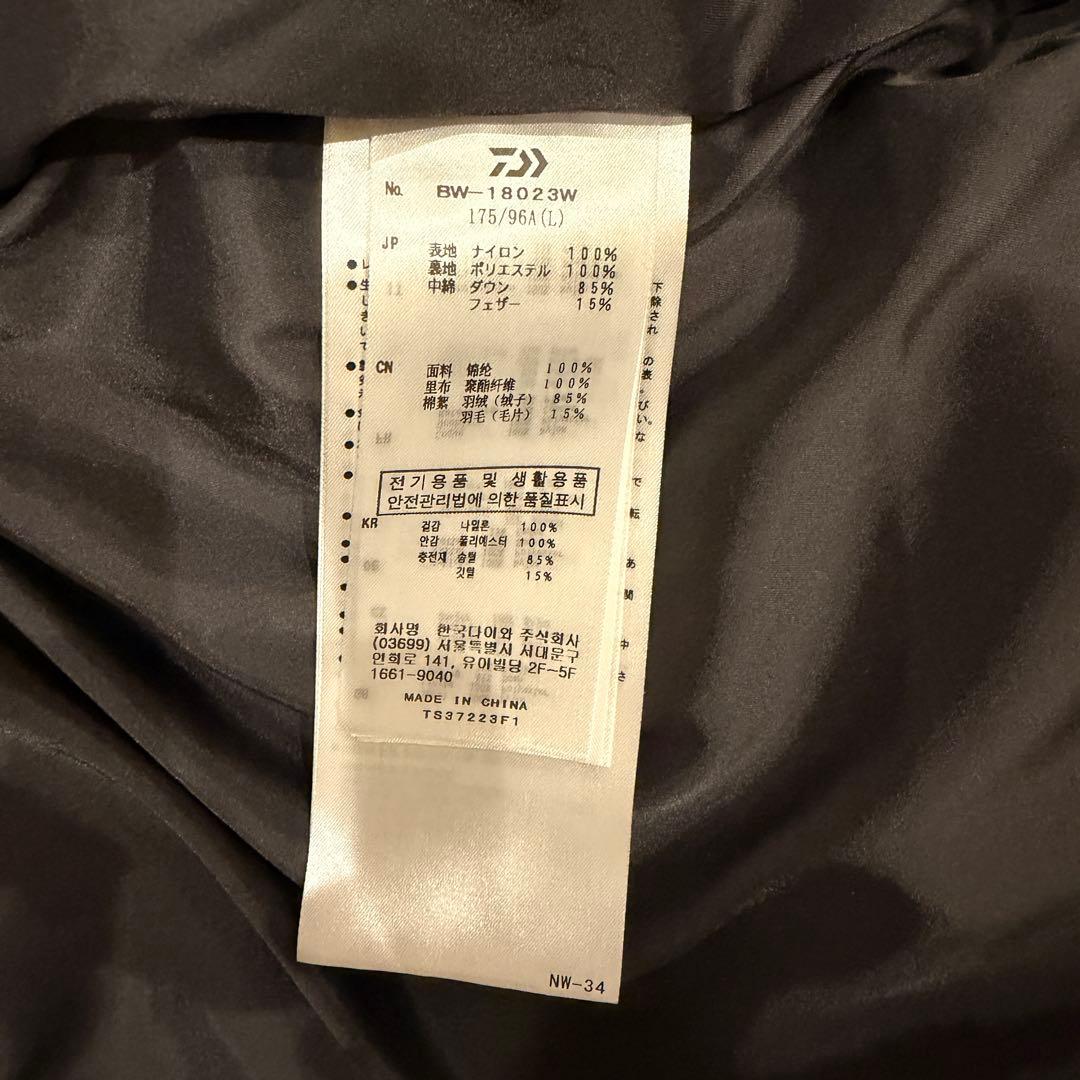 No. BW-18023W
175/96A(L)
JP 表地 ナイロン 100%
裏地 ポリエステル 100%
中綿 ダウン 85%
フェザー 15%
CN 面料 锦纶 100%
里布 聚酯纤维 100%
棉絮 羽绒(绒子) 85%
羽毛(毛片) 15%
전기용품 및 생활용품
안전관리법에 의한 품질표시
KR 겉감 나일론 100%
안감 폴리에스터 100%
충전재 솜털 85%
깃털 15%
회사명 한국다이와 주식회사
(03699) 서울특별시 서대문구
연희로 141, 유아빌딩 2F~5F
1661-9040
MADE IN CHINA
TS37223F1
NW-34